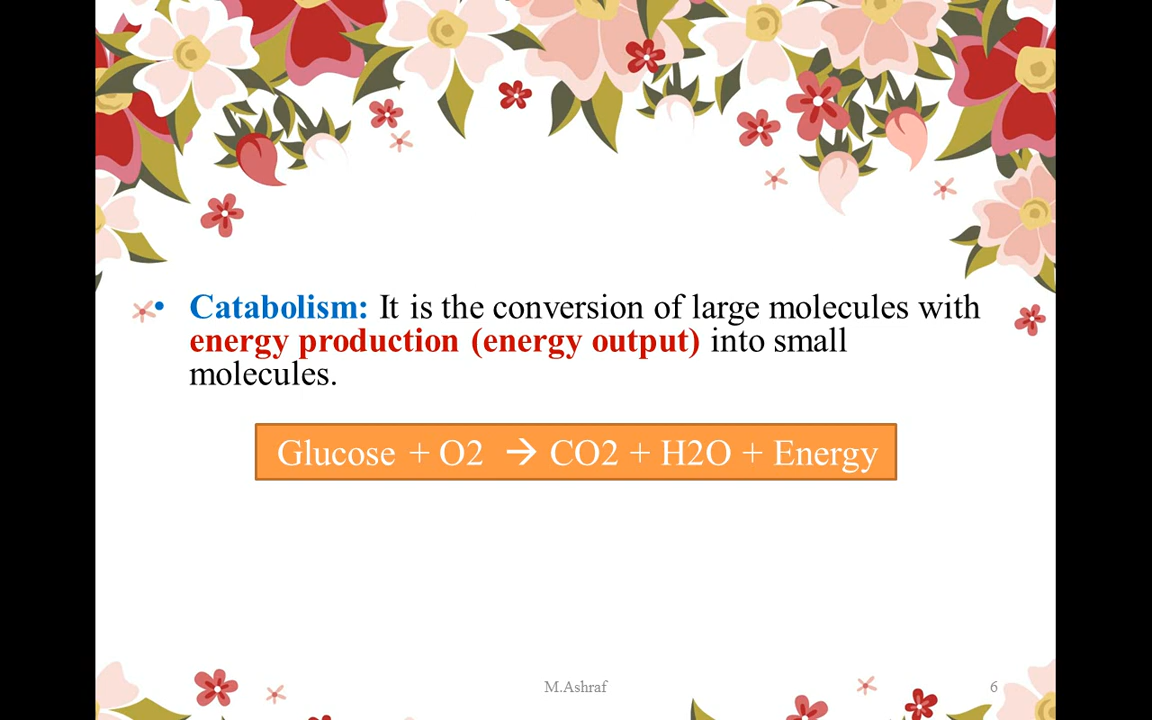 • Catabolism: It is the conversion of large molecules with
energy production (energy output) into small
molecules.
Glucose + O2 → CO2 + H2O + Energy
M.Ashraf
6